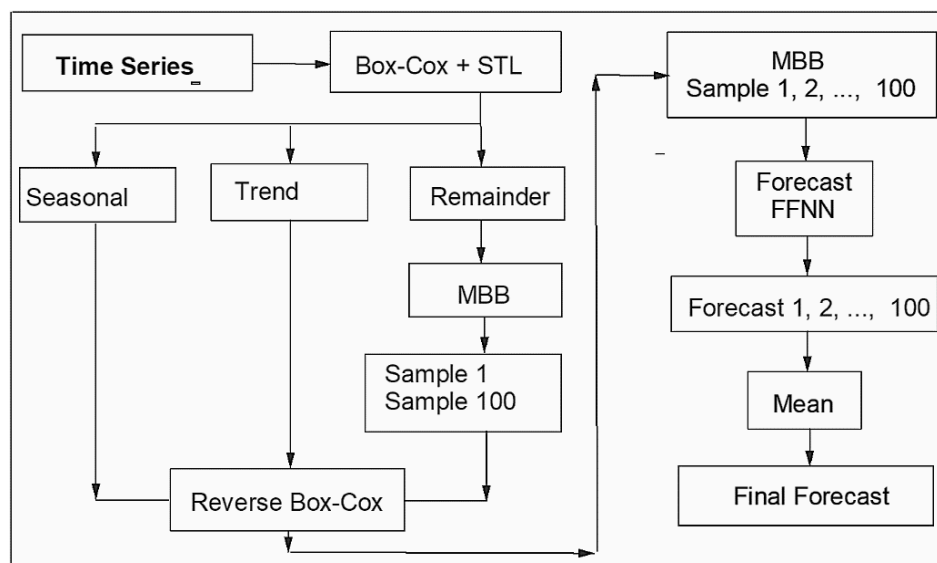 Time Series
Box-Cox + STL
Seasonal
Trend
Remainder
MBB
Sample 1
Sample 100
Reverse Box-Cox
MBB
Sample 1, 2, ..., 100
Forecast
FFNN
Forecast 1, 2, ..., 100
Mean
Final Forecast